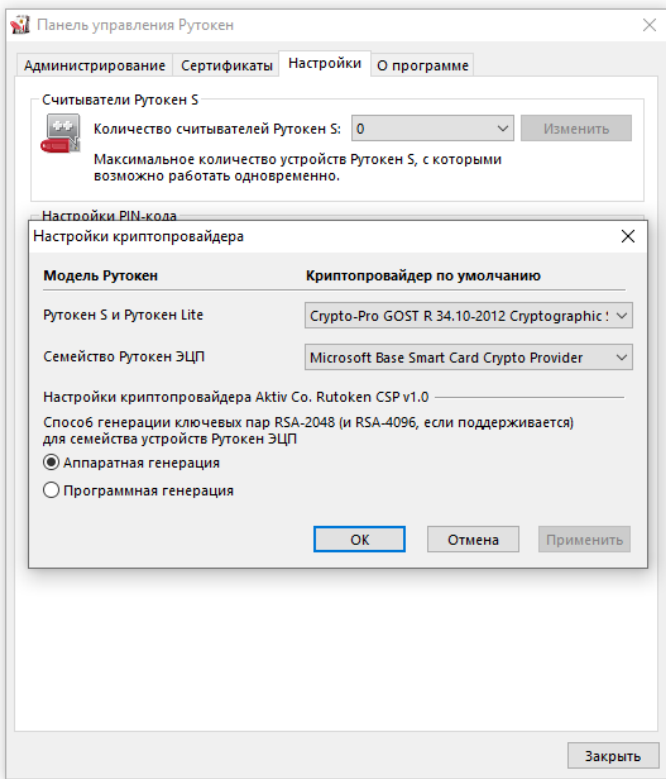 Панель управления Рутокен
Администрирование Сертификаты Настройки О программе
Считыватели Рутокен S
Количество считывателей Рутокен S: 0 Изменить
Максимальное количество устройств Рутокен S, с которыми
возможно работать одновременно.
Настройки PIN-кода
Настройки криптопровайдера
Модель Рутокен Криптопровайдер по умолчанию
Рутокен S и Рутокен Lite Crypto-Pro GOST R 34.10-2012 Cryptographic
Семейство Рутокен ЭЦП Microsoft Base Smart Card Crypto Provider
Настройки криптопровайдера Aktiv Co. Rutoken CSP v1.0
Способ генерации ключевых пар RSA-2048 (и RSA-4096, если поддерживается)
для семейства устройств Рутокен ЭЦП
Аппаратная генерация
Программная генерация
ОК Отмена Применить
Закрыть